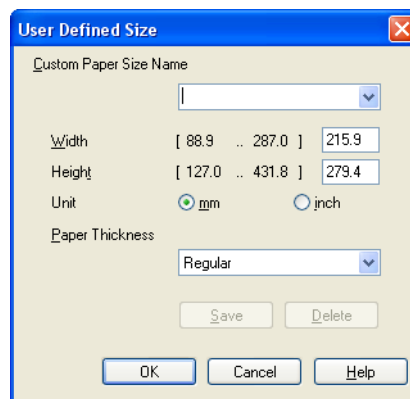 User Defined Size
Custom Paper Size Name
Width [ 88.9 .. 287.0 ] 215.9
Height [ 127.0 .. 431.8 ] 279.4
Unit mm inch
Paper Thickness
Regular
Save Delete
OK Cancel Help